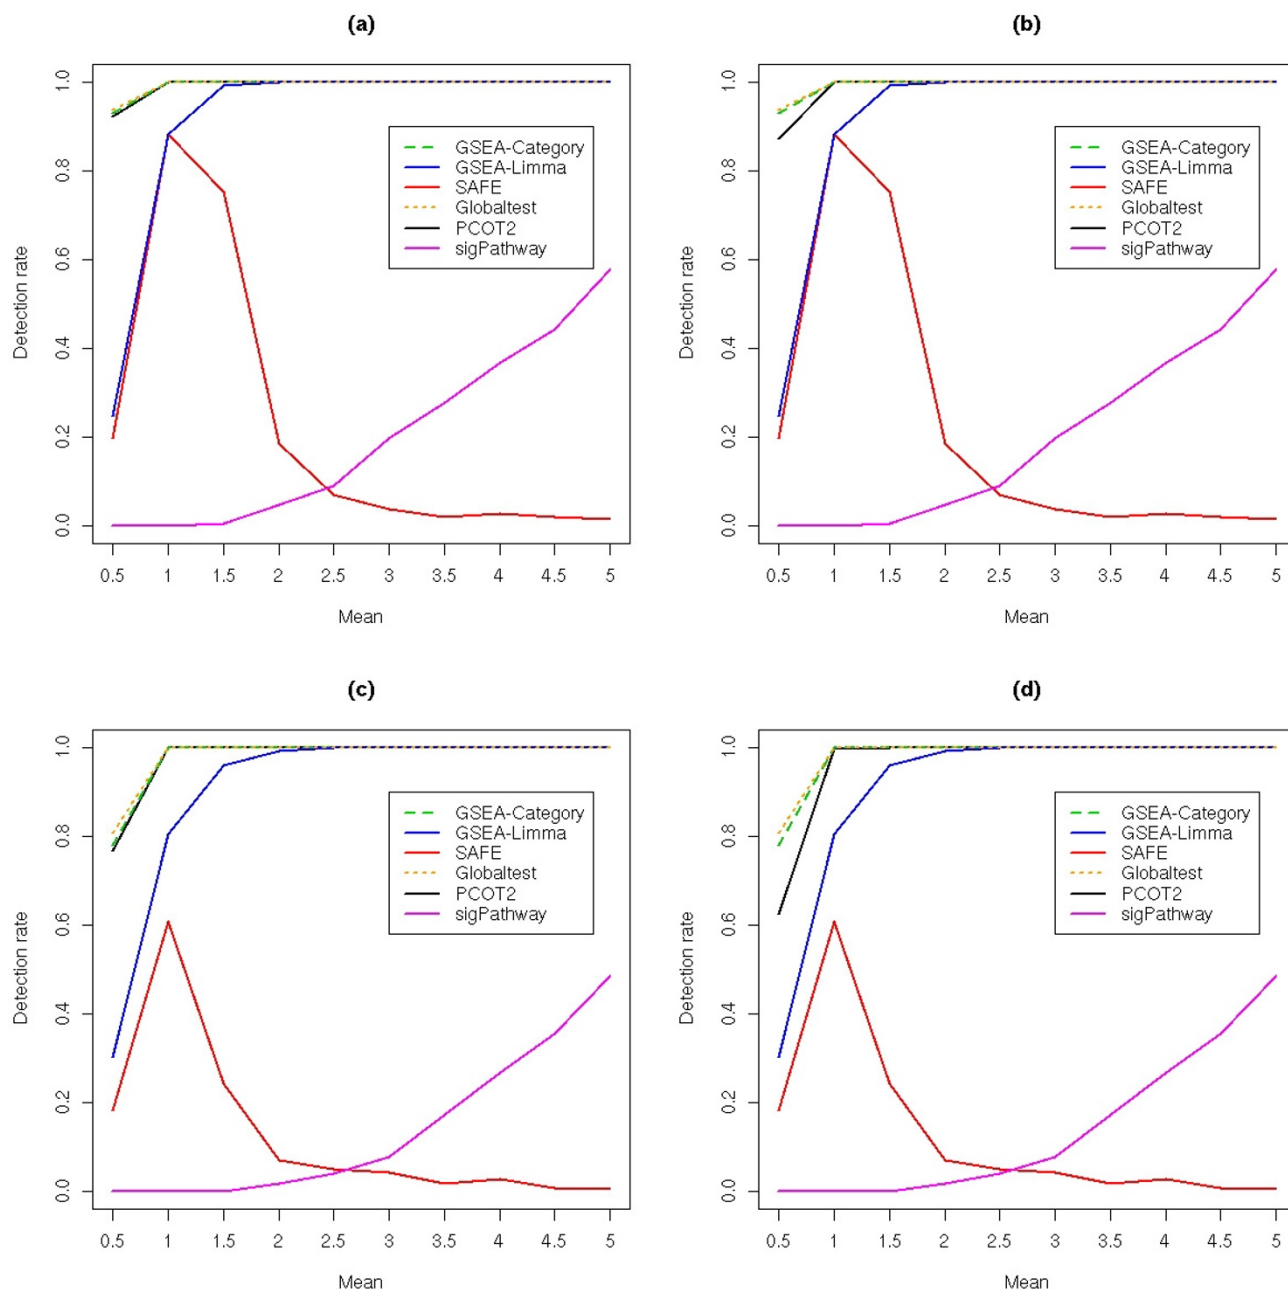 (a)
1.0
0.8
0.6
0.4
0.2
0.0
Detection rate
GSEA-Category
GSEA-Limma
SAFE
Globaltest
PCOT2
sigPathway
0.5 1 1.5 2 2.5 3 3.5 4 4.5 5
Mean
(b)
1.0
0.8
0.6
0.4
0.2
0.0
Detection rate
GSEA-Category
GSEA-Limma
SAFE
Globaltest
PCOT2
sigPathway
0.5 1 1.5 2 2.5 3 3.5 4 4.5 5
Mean
(c)
1.0
0.8
0.6
0.4
0.2
0.0
Detection rate
GSEA-Category
GSEA-Limma
SAFE
Globaltest
PCOT2
sigPathway
0.5 1 1.5 2 2.5 3 3.5 4 4.5 5
Mean
(d)
1.0
0.8
0.6
0.4
0.2
0.0
Detection rate
GSEA-Category
GSEA-Limma
SAFE
Globaltest
PCOT2
sigPathway
0.5 1 1.5 2 2.5 3 3.5 4 4.5 5
Mean